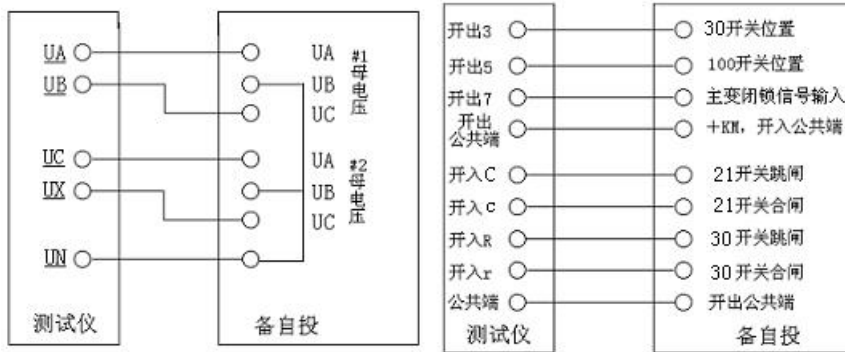 UA
UB
UC
UX
UN
测试仪
UA
UB
UC
#1母电压
UA
UB
UC
#2母电压
备自投
开出3
开出5
开出7
开出
公共端
开入C
开入c
开入R
开入r
公共端
测试仪
30开关位置
100开关位置
主变闭锁信号输入
+KM, 开入公共端
21开关跳闸
21开关合闸
30开关跳闸
30开关合闸
开出公共端
备自投